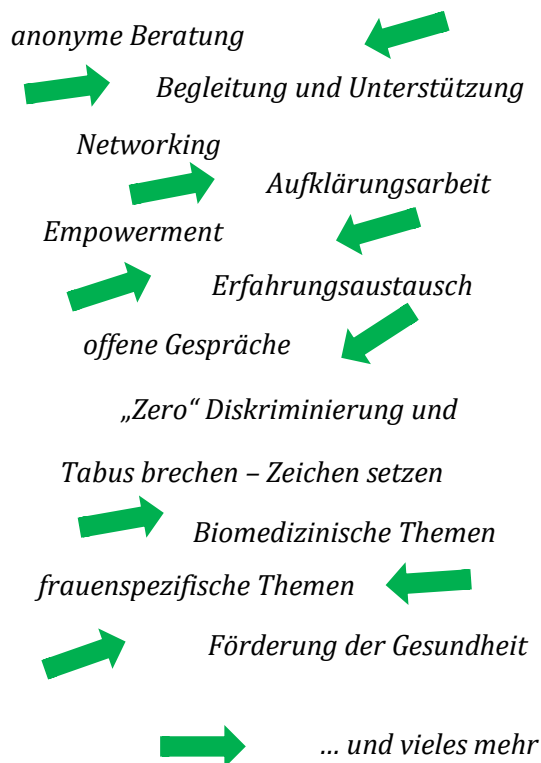 anonyme Beratung
Begleitung und Unterstützung
Networking
Aufklärungsarbeit
Empowerment
Erfahrungsaustausch
offene Gespräche
„Zero“ Diskriminierung und
Tabus brechen – Zeichen setzen
Biomedizinische Themen
frauenspezifische Themen
Förderung der Gesundheit
... und vieles mehr